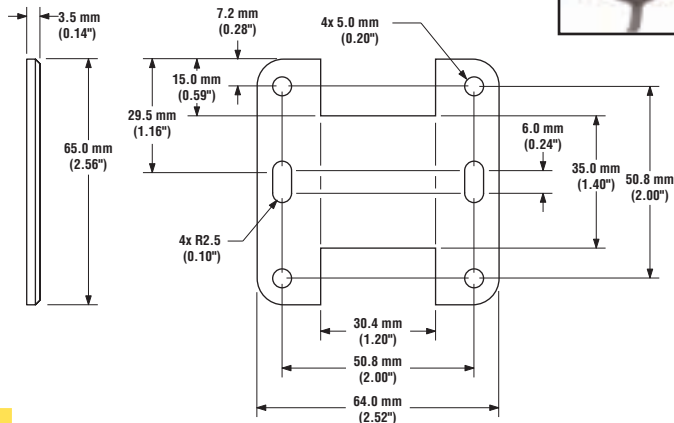 3.5 mm
(0.14")
7.2 mm
(0.28")
4x 5.0 mm
(0.20")
15.0 mm
(0.59")
29.5 mm
(1.16")
65.0 mm
(2.56")
6.0 mm
(0.24")
35.0 mm
(1.40")
50.8 mm
(2.00")
4x R2.5
(0.10")
30.4 mm
(1.20")
50.8 mm
(2.00")
64.0 mm
(2.52")